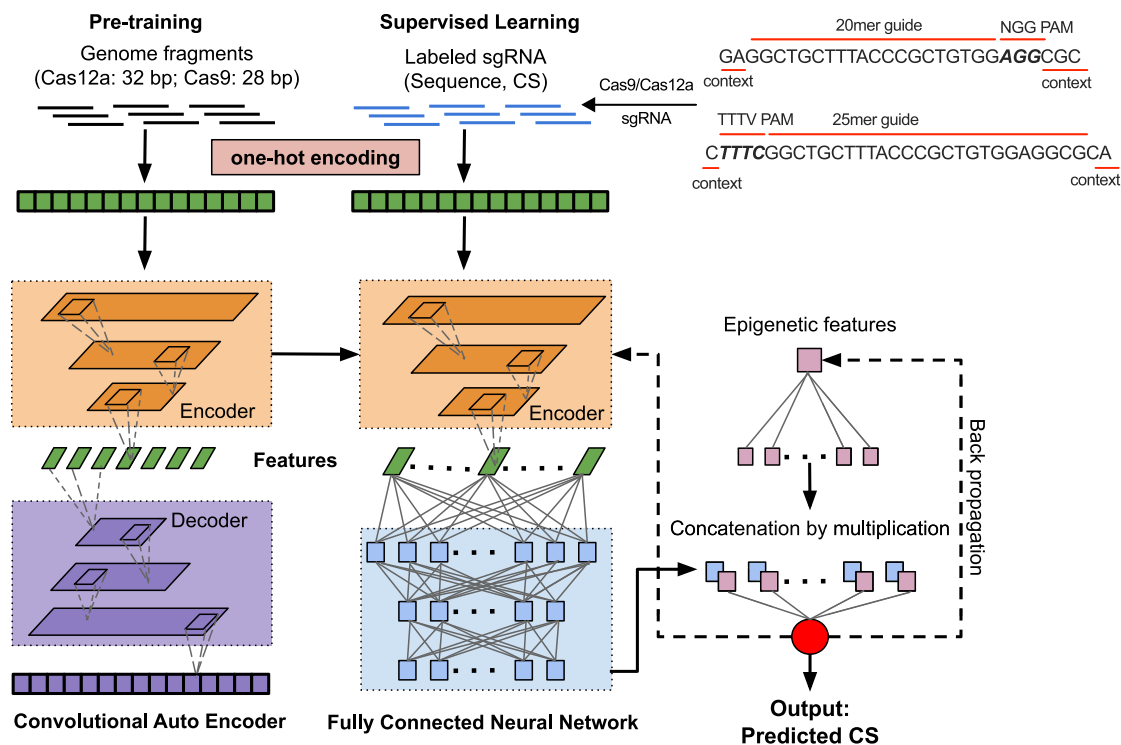 Pre-training
Genome fragments
(Cas12a: 32 bp; Cas9: 28 bp)
Supervised Learning
Labeled sgRNA
(Sequence, CS)
Cas9/Cas12a
sgRNA
20mer guide
NGG PAM
GAGGCTGCTTTACCCGCTGTGGAGGCGC
context
context
TTTV PAM
25mer guide
CTTTCGGCTGCTTTACCCGCTGTGGAGGCGCA
context
context
one-hot encoding
Encoder
Encoder
Features
Decoder
Convolutional Auto Encoder
Fully Connected Neural Network
Epigenetic features
Concatenation by multiplication
Back propagation
Output:
Predicted CS